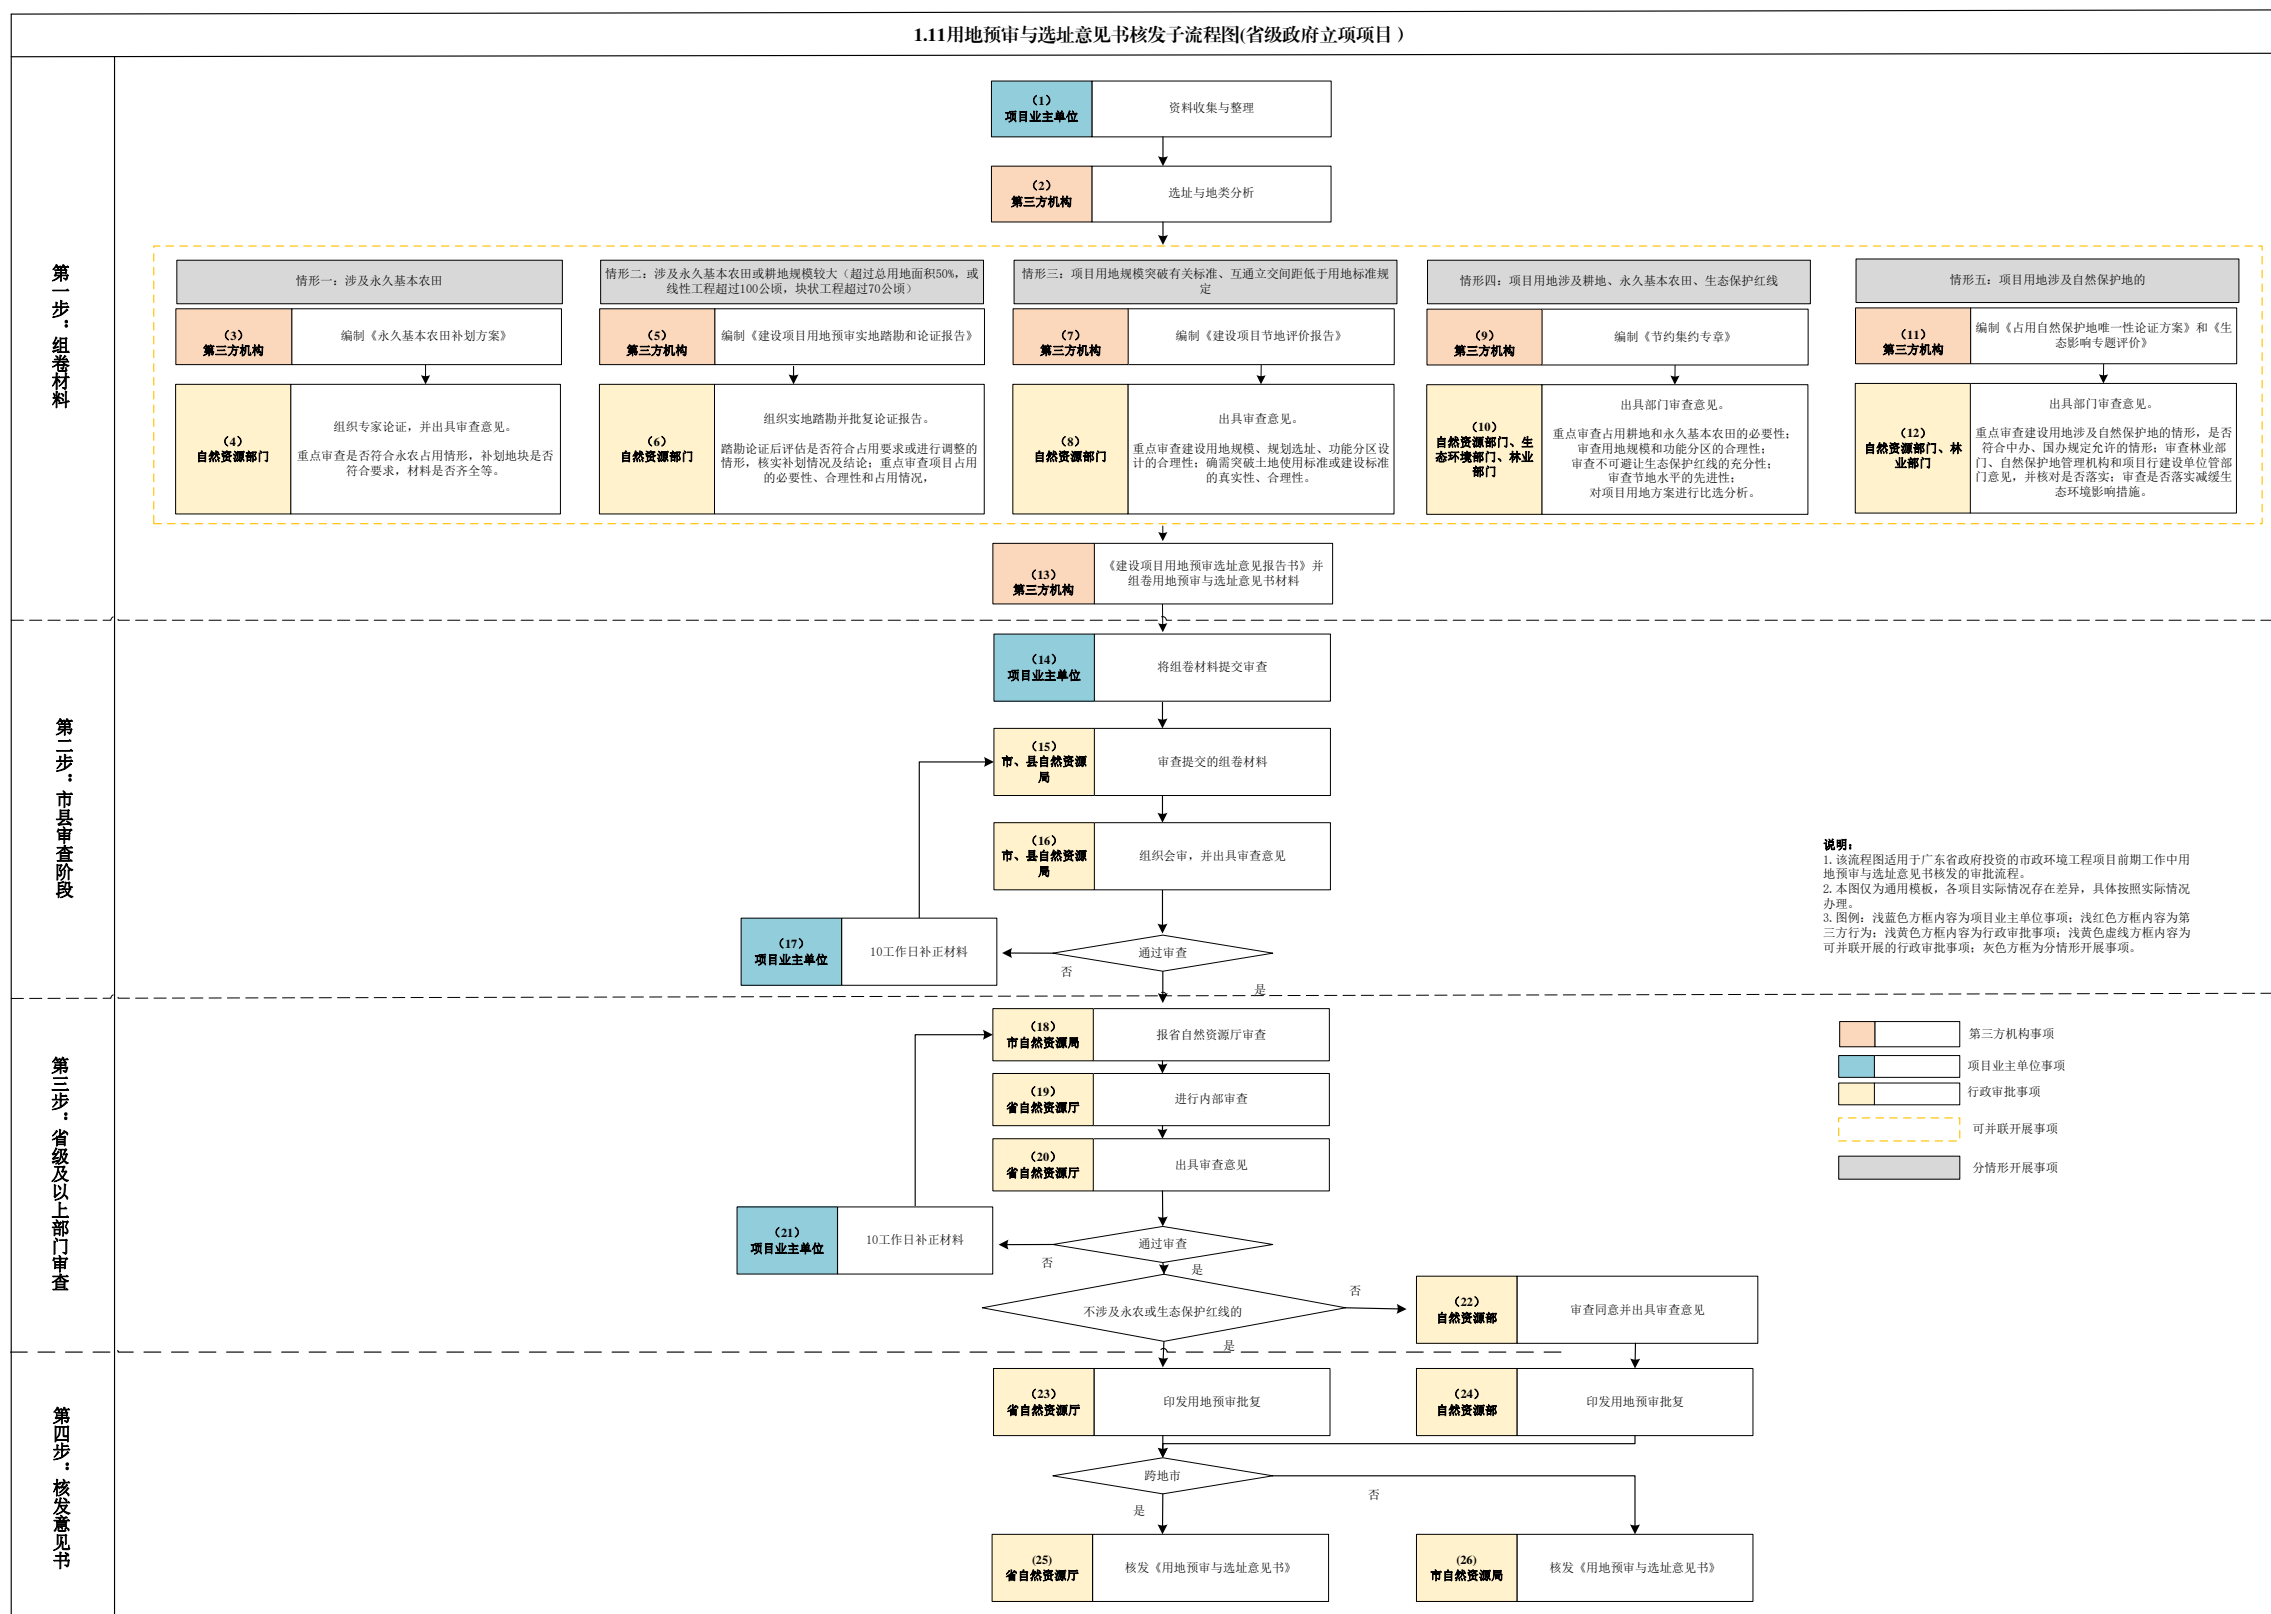 1.11用地预审与选址意见书核发子流程图(省级政府立项项目）
第一步：组卷材料
（1）
项目业主单位
资料收集与整理
（2）
第三方机构
选址与地类分析
情形一：涉及永久基本农田
（3）
第三方机构
编制《永久基本农田补划方案》
（4）
自然资源部门
组织专家论证，并出具审查意见。
重点审查是否符合永农占用情形，补划地块是否
符合要求，材料是否齐全等。
情形二：涉及永久基本农田或耕地规模较大（超过总用地面积50%，或
线性工程超过100公顷，块状工程超过70公顷）
（5）
第三方机构
编制《建设项目用地预审实地踏勘和论证报告》
（6）
自然资源部门
组织实地踏勘并批复论证报告。
踏勘论证后评估是否符合占用要求或进行调整的
情形，核实补划情况及结论；重点审查项目占用
的必要性、合理性和占用情况，
情形三：项目用地规模突破有关标准、互通立交间距低于用地标准规
定
（7）
第三方机构
编制《建设项目节地评价报告》
（8）
自然资源部门
出具审查意见。
重点审查建设用地规模、规划选址、功能分区设
计的合理性；确需突破土地使用标准或建设标准
的真实性、合理性。
情形四：项目用地涉及耕地、永久基本农田、生态保护红线
（9）
第三方机构
编制《节约集约专章》
（10）
自然资源部门、生
态环境部门、林业
部门
出具部门审查意见。
重点审查占用耕地和永久基本农田的必要性；
审查用地规模和功能分区的合理性；
审查不可避让生态保护红线的充分性；
审查节地水平的先进性；
对项目用地方案进行比选分析。
情形五：项目用地涉及自然保护地的
（11）
第三方机构
编制《占用自然保护地唯一性论证方案》和《生
态影响专题评价》
（12）
自然资源部门、林
业部门
出具部门审查意见。
重点审查建设用地涉及自然保护地的情形，是否
符合中办、国办规定允许的情形；审查林业部
门、自然保护地管理机构和项目行建设单位管部
门意见，并核对是否落实；审查是否落实减缓生
态环境影响措施。
（13）
第三方机构
《建设项目用地预审选址意见报告书》并
组卷用地预审与选址意见书材料
第二步：市县审查阶段
（14）
项目业主单位
将组卷材料提交审查
（15）
市、县自然资源
局
审查提交的组卷材料
（16）
市、县自然资源
局
组织会审，并出具审查意见
（17）
项目业主单位
10工作日补正材料
通过审查
否
是
说明：
1. 该流程图适用于广东省政府投资的市政环境工程项目前期工作中用
地预审与选址意见书核发的审批流程。
2. 本图仅为通用模板，各项目实际情况存在差异，具体按照实际情况
办理。
3. 图例：浅蓝色方框内容为项目业主单位事项；浅红色方框内容为第
三方行为；浅黄色方框内容为行政审批事项；浅黄色虚线方框内容为
可并联开展的行政审批事项；灰色方框为分情形开展事项。
第三步：省级及以上部门审查
（18）
市自然资源局
报省自然资源厅审查
（19）
省自然资源厅
进行内部审查
（20）
省自然资源厅
出具审查意见
（21）
项目业主单位
10工作日补正材料
通过审查
否
是
不涉及永农或生态保护红线的
否
是
（22）
自然资源部
审查同意并出具审查意见
第三方机构事项
项目业主单位事项
行政审批事项
可并联开展事项
分情形开展事项
第四步：核发意见书
（23）
省自然资源厅
印发用地预审批复
（24）
自然资源部
印发用地预审批复
跨地市
是
否
(25)
省自然资源厅
核发《用地预审与选址意见书》
(26)
市自然资源局
核发《用地预审与选址意见书》